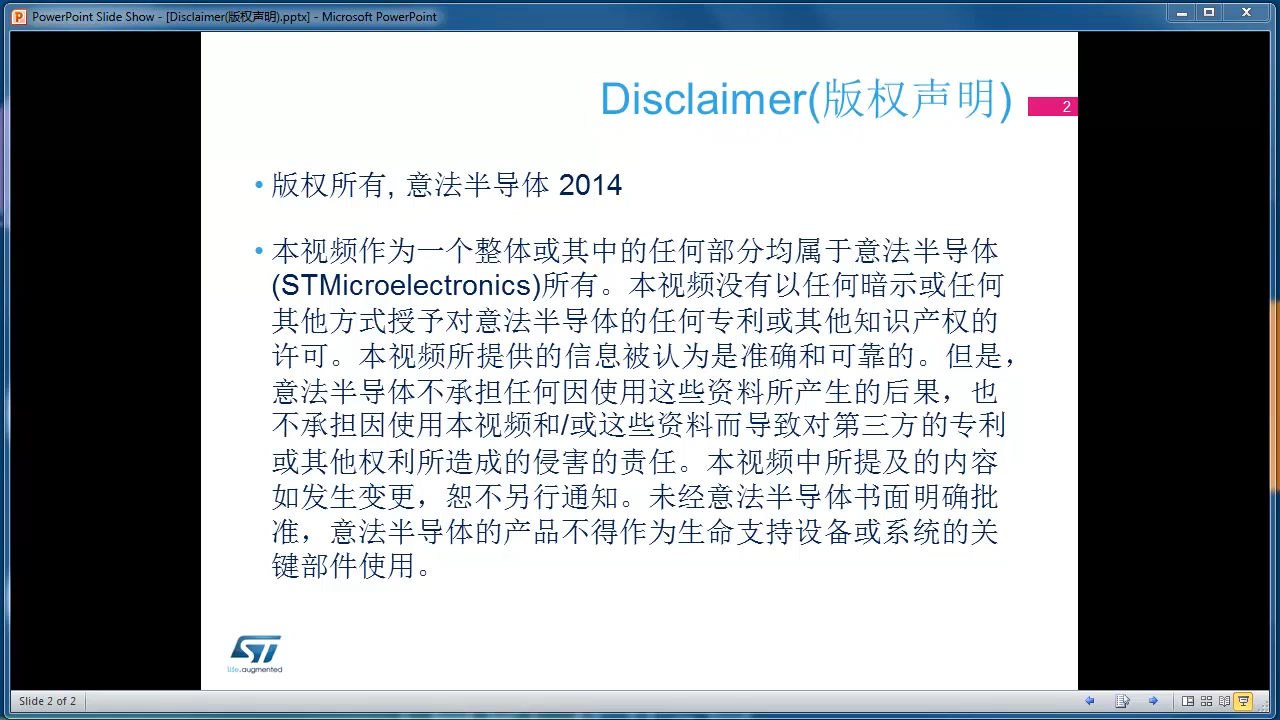 PowerPoint Slide Show - [Disclaimer(版权声明).pptx] - Microsoft PowerPoint
Disclaimer(版权声明)
2
• 版权所有, 意法半导体 2014
• 本视频作为一个整体或其中的任何部分均属于意法半导体
(STMicroelectronics)所有。本视频没有以任何暗示或任何
其他方式授予对意法半导体的任何专利或其他知识产权的
许可。本视频所提供的信息被认为是准确和可靠的。但是，
意法半导体不承担任何因使用这些资料所产生的后果，也
不承担因使用本视频和/或这些资料而导致对第三方的专利
或其他权利所造成的侵害的责任。本视频中所提及的内容
如发生变更，恕不另行通知。未经意法半导体书面明确批
准，意法半导体的产品不得作为生命支持设备或系统的关
键部件使用。
ST
life.augmented
Slide 2 of 2